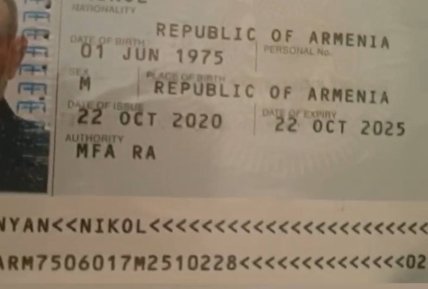 NATIONALITY
REPUBLIC OF ARMENIA
DATE OF BIRTH
PERSONAL No.
01 JUN 1975
SEX
PLACE OF BIRTH
M
REPUBLIC OF ARMENIA
DATE OF ISSUE
DATE OF EXPIRY
22 OCT 2020
22 OCT 2025
AUTHORITY
MFA RA
NYAN<<NIKOL<<<<<<<<<<<<<<<<<<<<<<<<
ARM7506017M2510228<<<<<<<<<<<<<<02